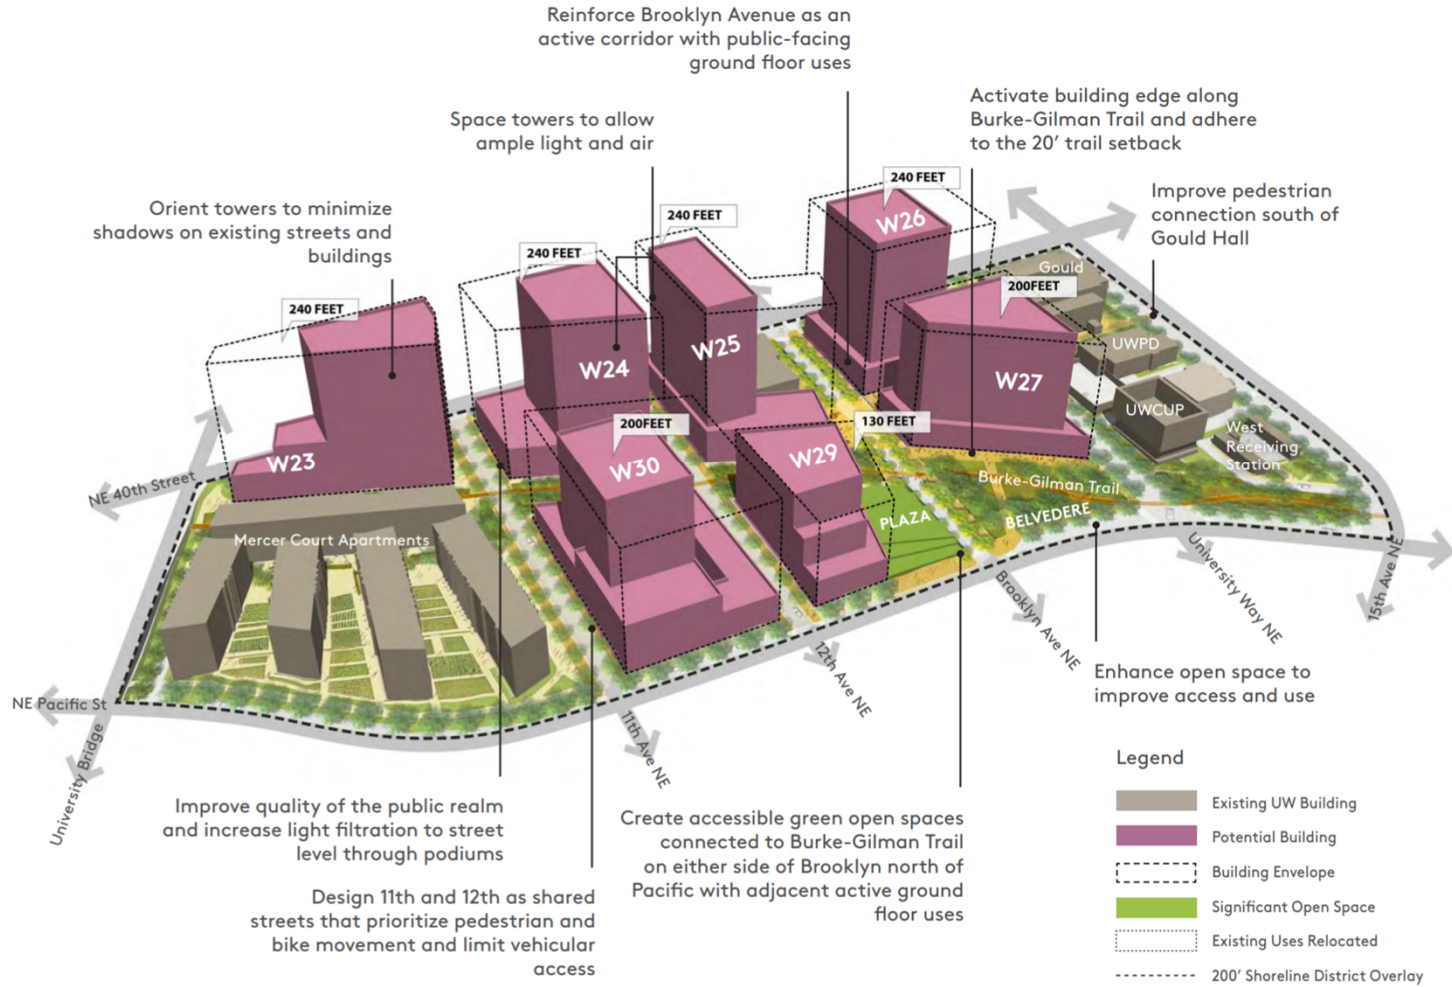 Reinforce Brooklyn Avenue as an
active corridor with public-facing
ground floor uses
Activate building edge along
Burke-Gilman Trail and adhere
to the 20’ trail setback
Space towers to allow
ample light and air
Improve pedestrian
connection south of
Gould Hall
Orient towers to minimize
shadows on existing streets and
buildings
240 FEET
240 FEET
240 FEET
240 FEET
200FEET
200FEET
130 FEET
W26
Gould
W25
W24
W27
UWPD
UWCUP
West
Receiving
Station
W23
W30
W29
NE 40th Street
Mercer Court Apartments
PLAZA
Burke-Gilman Trail
BELVEDERE
NE Pacific St
University Bridge
11th Ave NE
12th Ave NE
Brooklyn Ave NE
University Way NE
15th Ave NE
Enhance open space to
improve access and use
Improve quality of the public realm
and increase light filtration to street
level through podiums
Design 11th and 12th as shared
streets that prioritize pedestrian and
bike movement and limit vehicular
access
Create accessible green open spaces
connected to Burke-Gilman Trail
on either side of Brooklyn north of
Pacific with adjacent active ground
floor uses
Legend
Existing UW Building
Potential Building
Building Envelope
Significant Open Space
Existing Uses Relocated
200’ Shoreline District Overlay